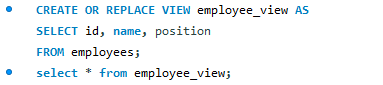 CREATE OR REPLACE VIEW employee_view AS
SELECT id, name, position
FROM employees;
select * from employee_view;